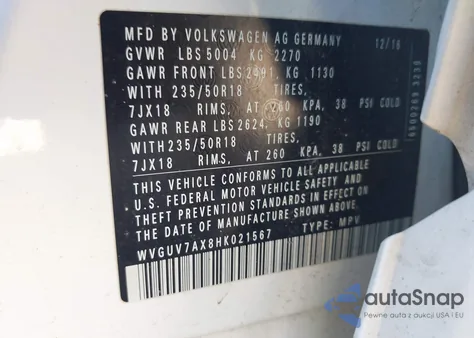 MFD BY VOLKSWAGEN AG GERMANY 12/16
GVWR LBS 5004 KG 2270
GAWR FRONT LBS 2491, KG 1130
WITH 235/50R18 TIRES,
7JX18 RIMS, AT 260 KPA, 38 PSI COLD
GAWR REAR LBS 2624, KG 1190
WITH 235/50R18 TIRES,
7JX18 RIMS, AT 260 KPA, 38 PSI COLD
THIS VEHICLE CONFORMS TO ALL APPLICABLE
U.S. FEDERAL MOTOR VEHICLE SAFETY AND
THEFT PREVENTION STANDARDS IN EFFECT ON
THE DATE OF MANUFACTURE SHOWN ABOVE.
WVGUV7AX8HK021567 TYPE: MPV
autaSnap
Pewne auta z USA i EU